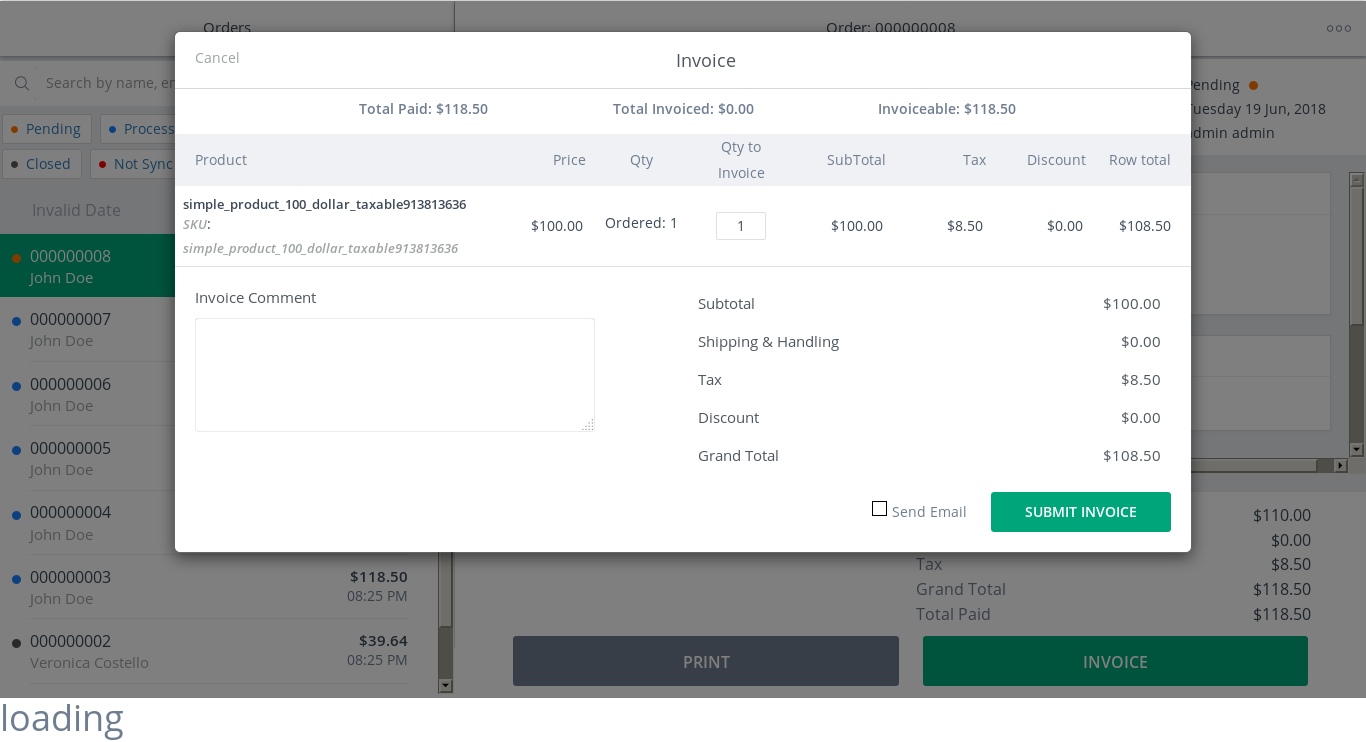 Orders
Order: 000000008
Cancel
Invoice
Search by name, en
Total Paid: $118.50
Total Invoiced: $0.00
Invoiceable: $118.50
Pending
Tuesday 19 Jun, 2018
admin admin
Pending
Process
Closed
Not Sync
Product
Price
Qty
Qty to
Invoice
SubTotal
Tax
Discount
Row total
simple_product_100_dollar_taxable913813636
SKU:
simple_product_100_dollar_taxable913813636
$100.00
Ordered: 1
1
$100.00
$8.50
$0.00
$108.50
Invalid Date
000000008
John Doe
000000007
John Doe
000000006
John Doe
000000005
John Doe
000000004
John Doe
000000003
$118.50
John Doe
08:25 PM
000000002
$39.64
Veronica Costello
08:25 PM
Invoice Comment
Subtotal
$100.00
Shipping & Handling
$0.00
Tax
$8.50
Discount
$0.00
Grand Total
$108.50
Send Email
SUBMIT INVOICE
$110.00
$0.00
Tax
$8.50
Grand Total
$118.50
Total Paid
$118.50
PRINT
INVOICE
loading